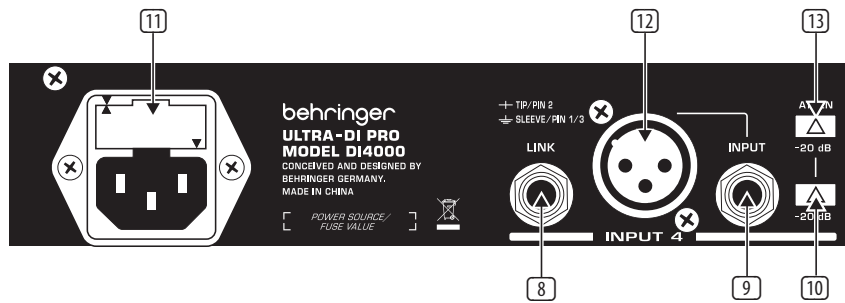 11
12
13
behringer
ULTRA-DI PRO
MODEL DI4000
CONCEIVED AND DESIGNED BY
BEHRINGER GERMANY.
MADE IN CHINA
POWER SOURCE/
FUSE VALUE
TIP/PIN 2
SLEEVE/PIN 1/3
LINK
INPUT
-20 dB
-20 dB
INPUT 4
8
9
10